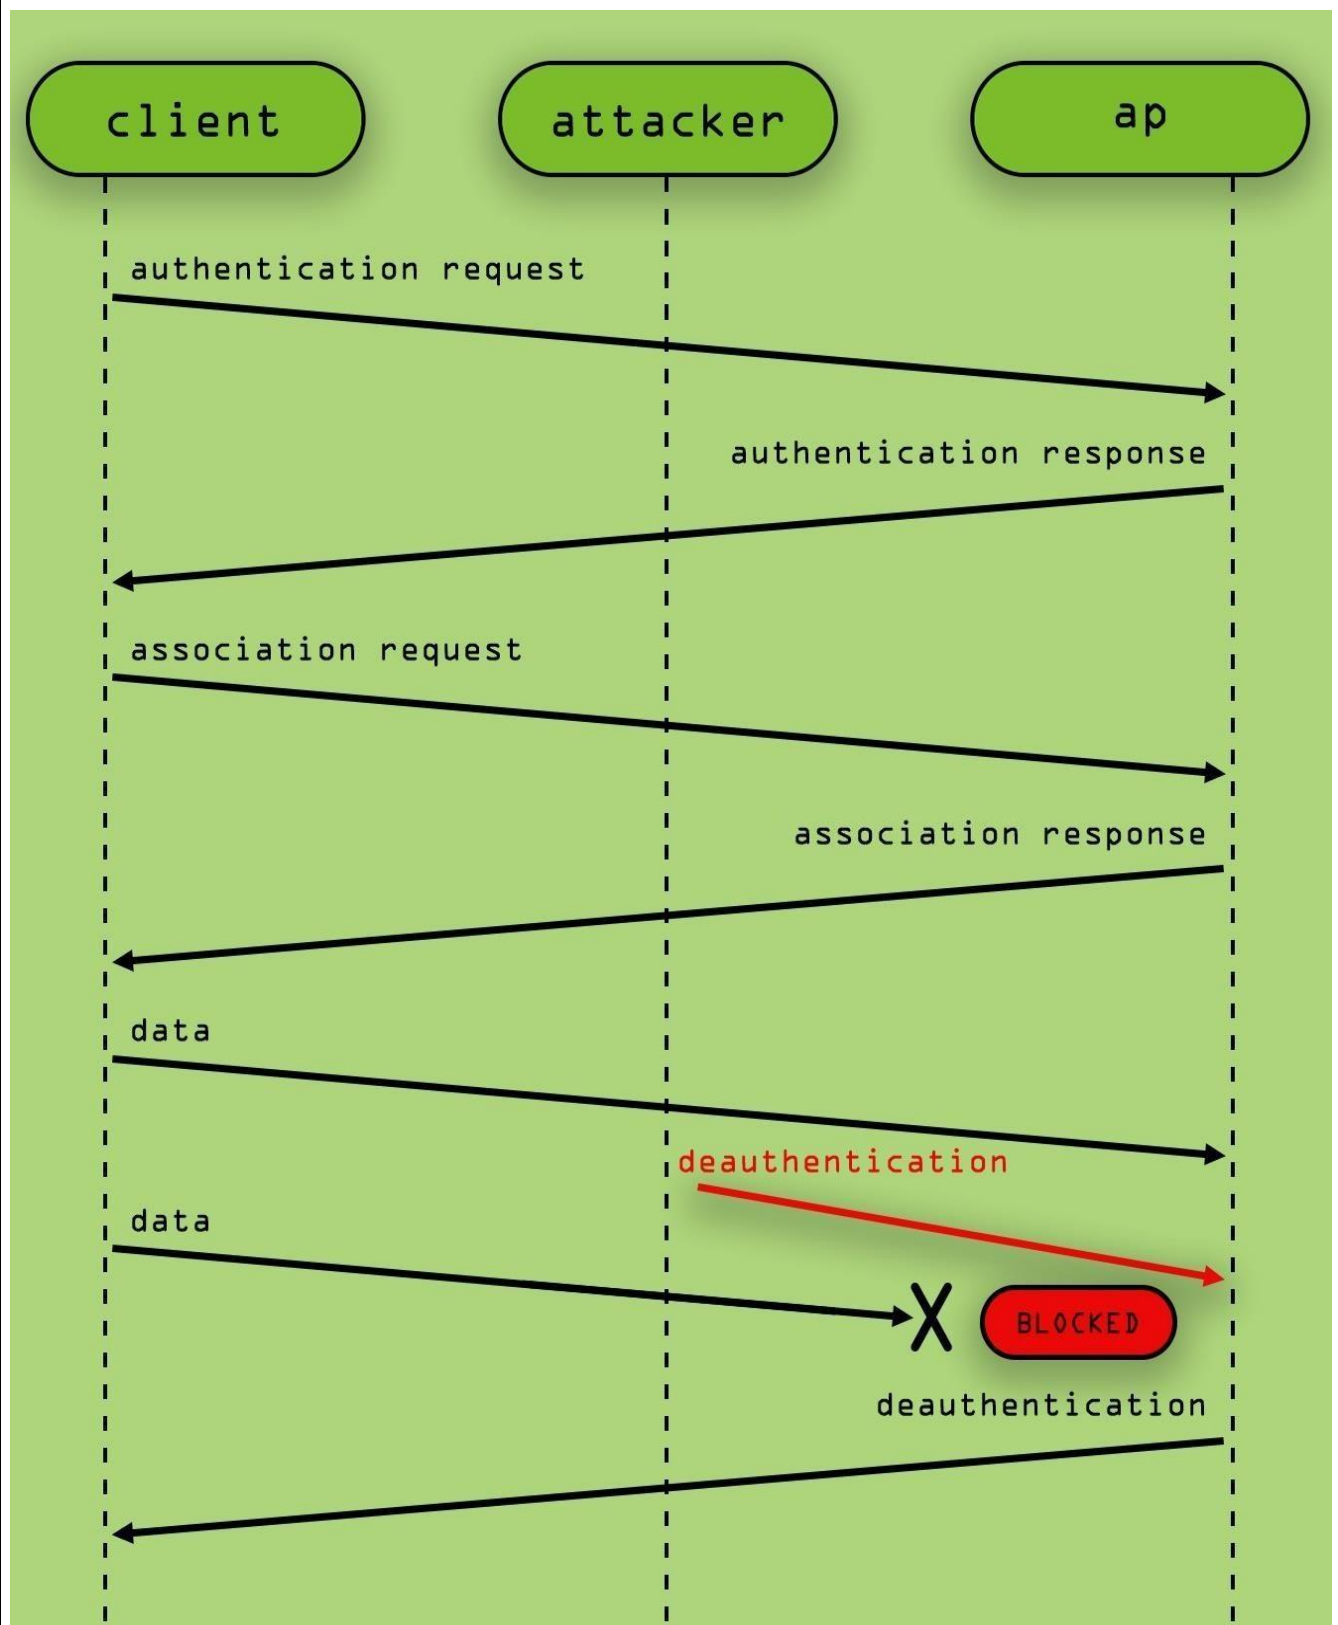 client
attacker
ap
authentication request
authentication response
association request
association response
data
deauthentication
data
BLOCKED
deauthentication